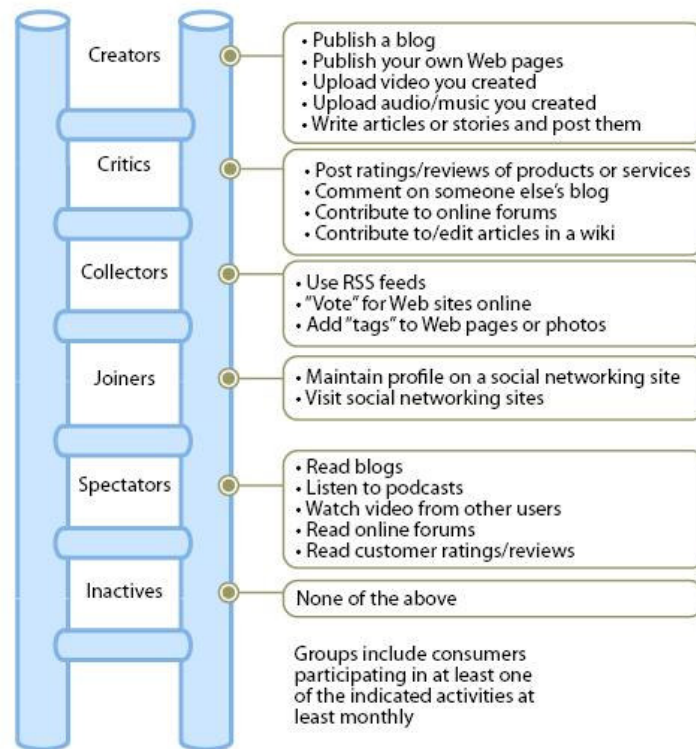 Creators
• Publish a blog
• Publish your own Web pages
• Upload video you created
• Upload audio/music you created
• Write articles or stories and post them
Critics
• Post ratings/reviews of products or services
• Comment on someone else's blog
• Contribute to online forums
• Contribute to/edit articles in a wiki
Collectors
• Use RSS feeds
• "Vote" for Web sites online
• Add "tags" to Web pages or photos
Joiners
• Maintain profile on a social networking site
• Visit social networking sites
Spectators
• Read blogs
• Listen to podcasts
• Watch video from other users
• Read online forums
• Read customer ratings/reviews
Inactives
None of the above
Groups include consumers
participating in at least one
of the indicated activities at
least monthly